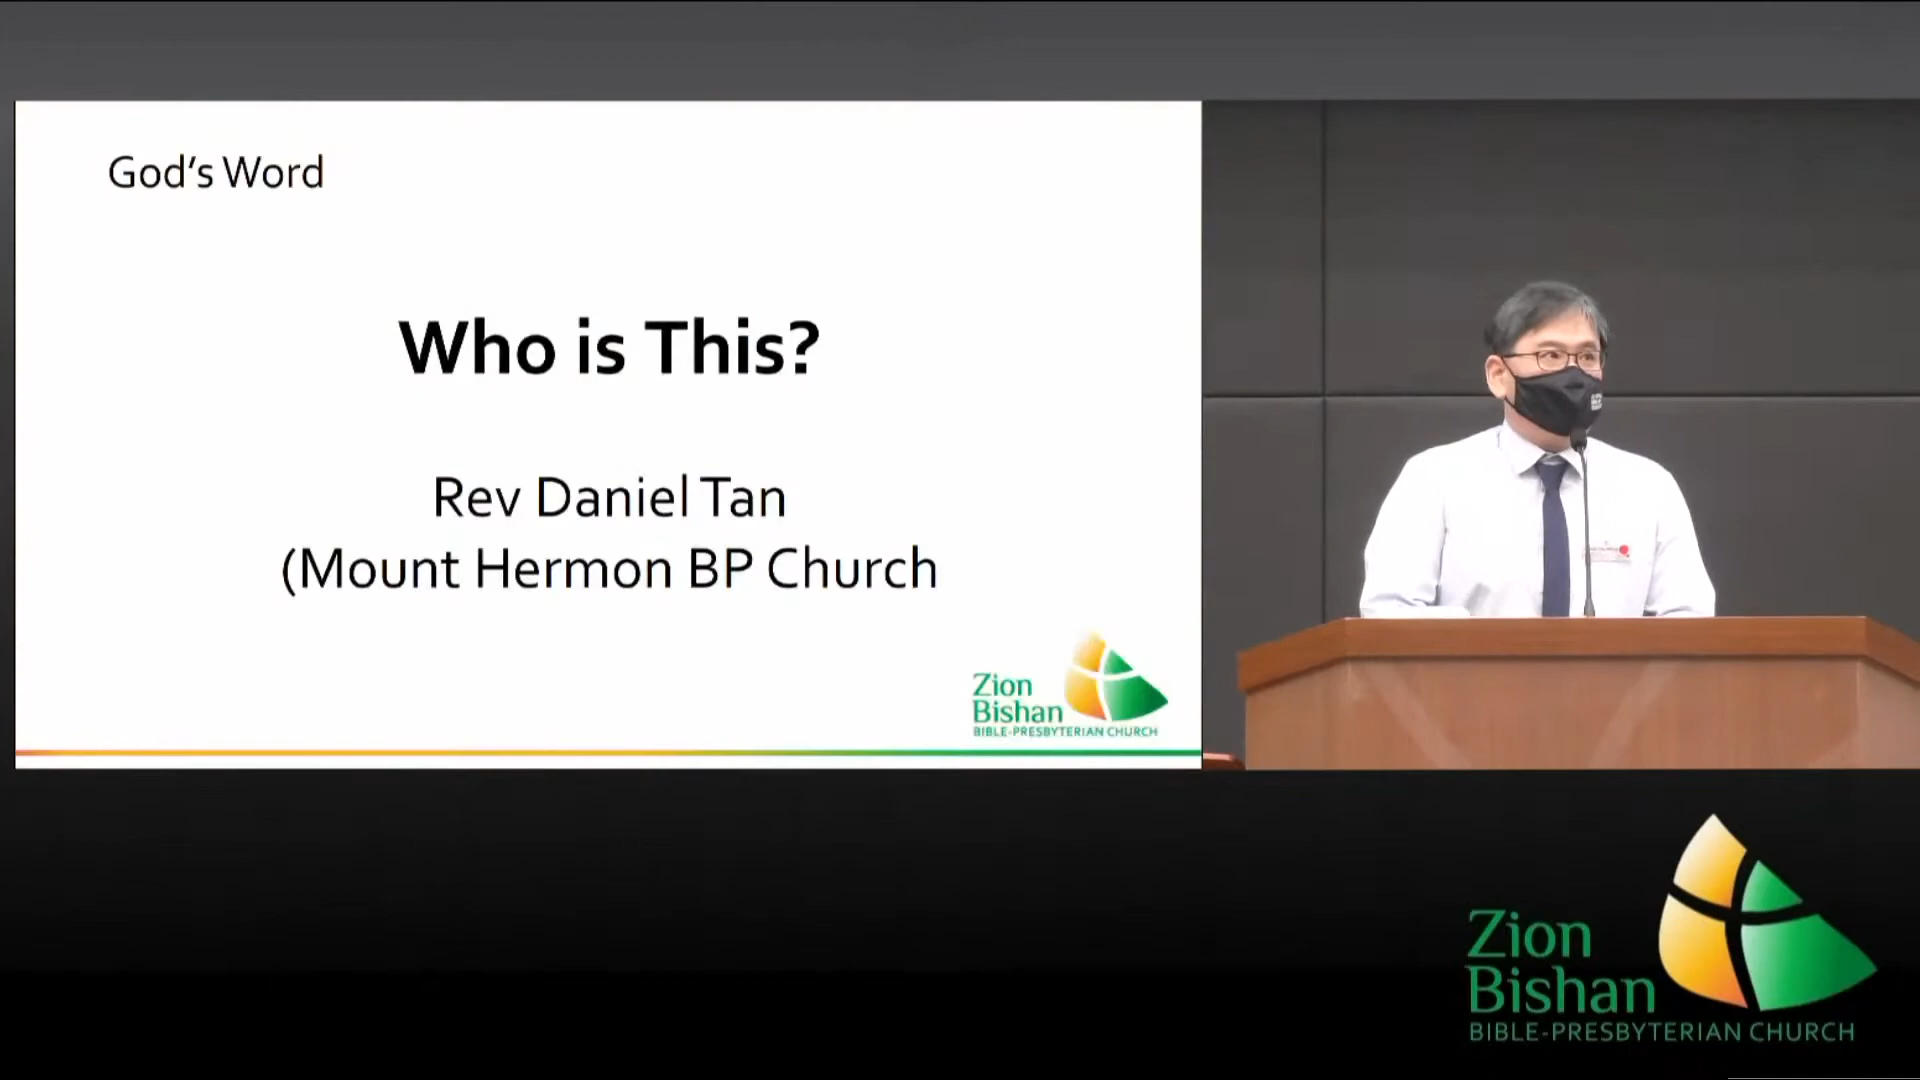 God's Word
Who is This?
Rev Daniel Tan
(Mount Hermon BP Church
Zion
Bishan
BIBLE-PRESBYTERIAN CHURCH
Zion
Bishan
BIBLE-PRESBYTERIAN CHURCH